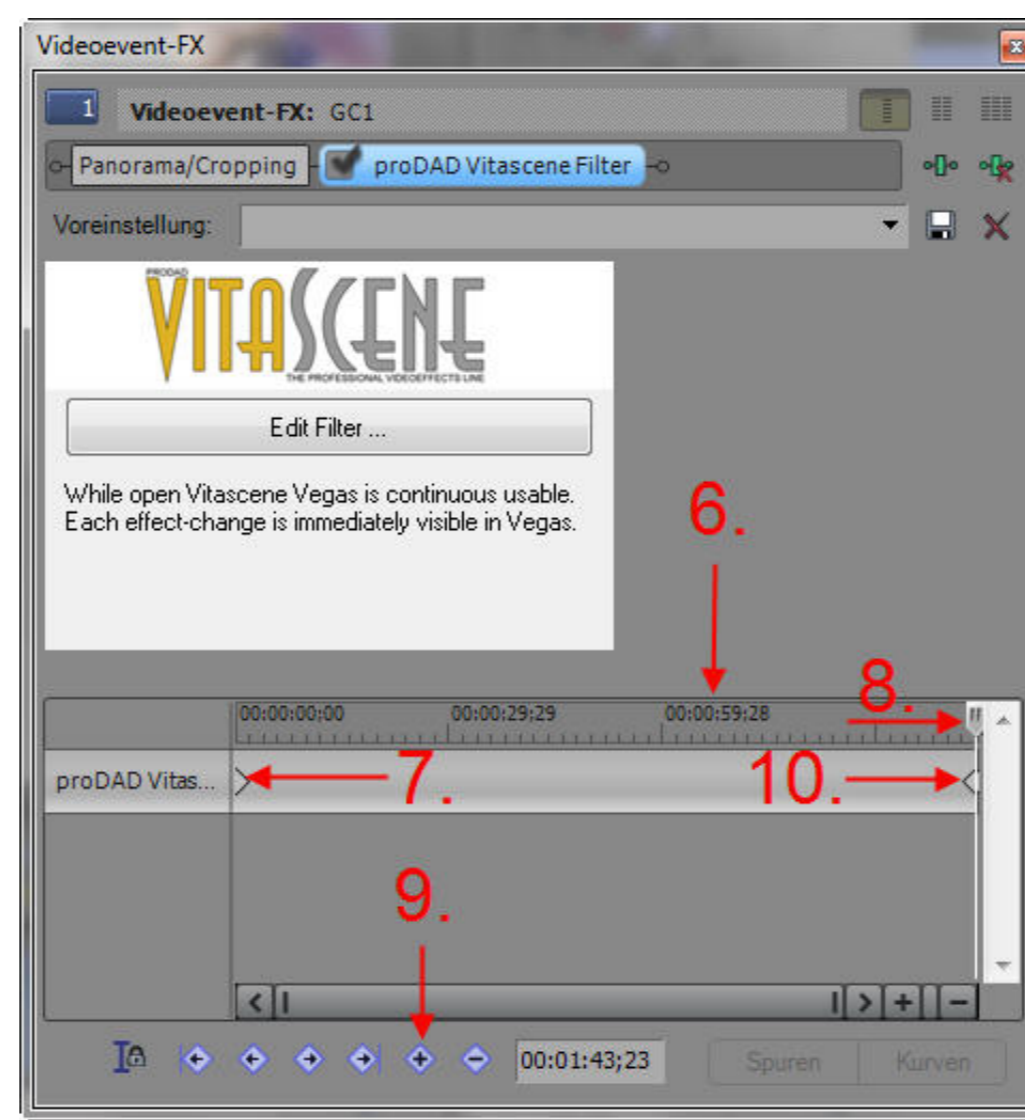 Videoevent-FX
1 Videoevent-FX: GC1
Panorama/Cropping proDAD Vitascene Filter
Voreinstellung:
PRODAD
VITASCENE
THE PROFESSIONAL VIDEOEFFECTS LINE
Edit Filter ...
While open Vitascene Vegas is continuous usable.
Each effect-change is immediately visible in Vegas.
6.
8.
00:00:00;00 00:00:29;29 00:00:59;28
proDAD Vitas...
7.
10.
9.
00:01:43;23 Spuren Kurven